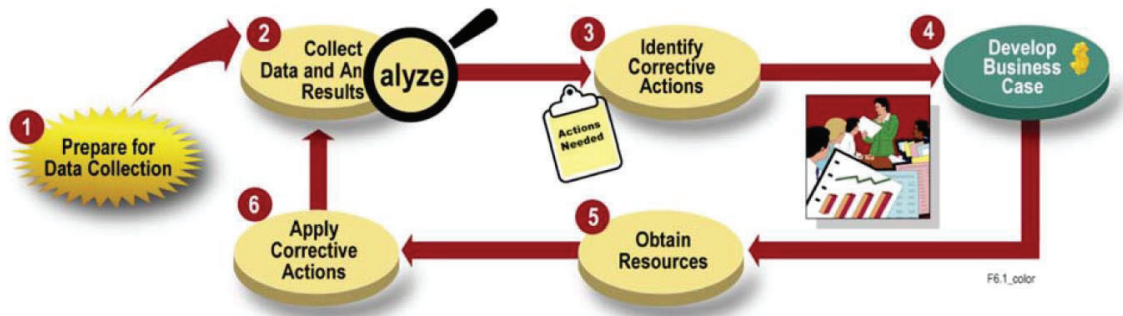 1
Prepare for
Data Collection
2
Collect
Data and An
alyze
Results
3
Identify
Corrective
Actions
Actions
Needed
4
Develop
Business
Case
5
Obtain
Resources
6
Apply
Corrective
Actions
F6.1_color